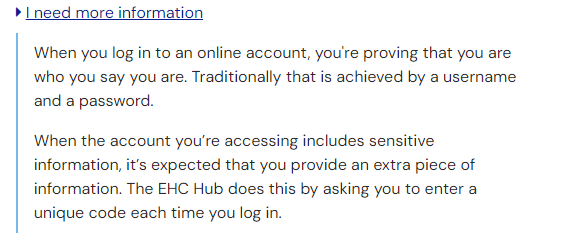 I need more information
When you log in to an online account, you're proving that you are
who you say you are. Traditionally that is achieved by a username
and a password.
When the account you’re accessing includes sensitive
information, it’s expected that you provide an extra piece of
information. The EHC Hub does this by asking you to enter a
unique code each time you log in.